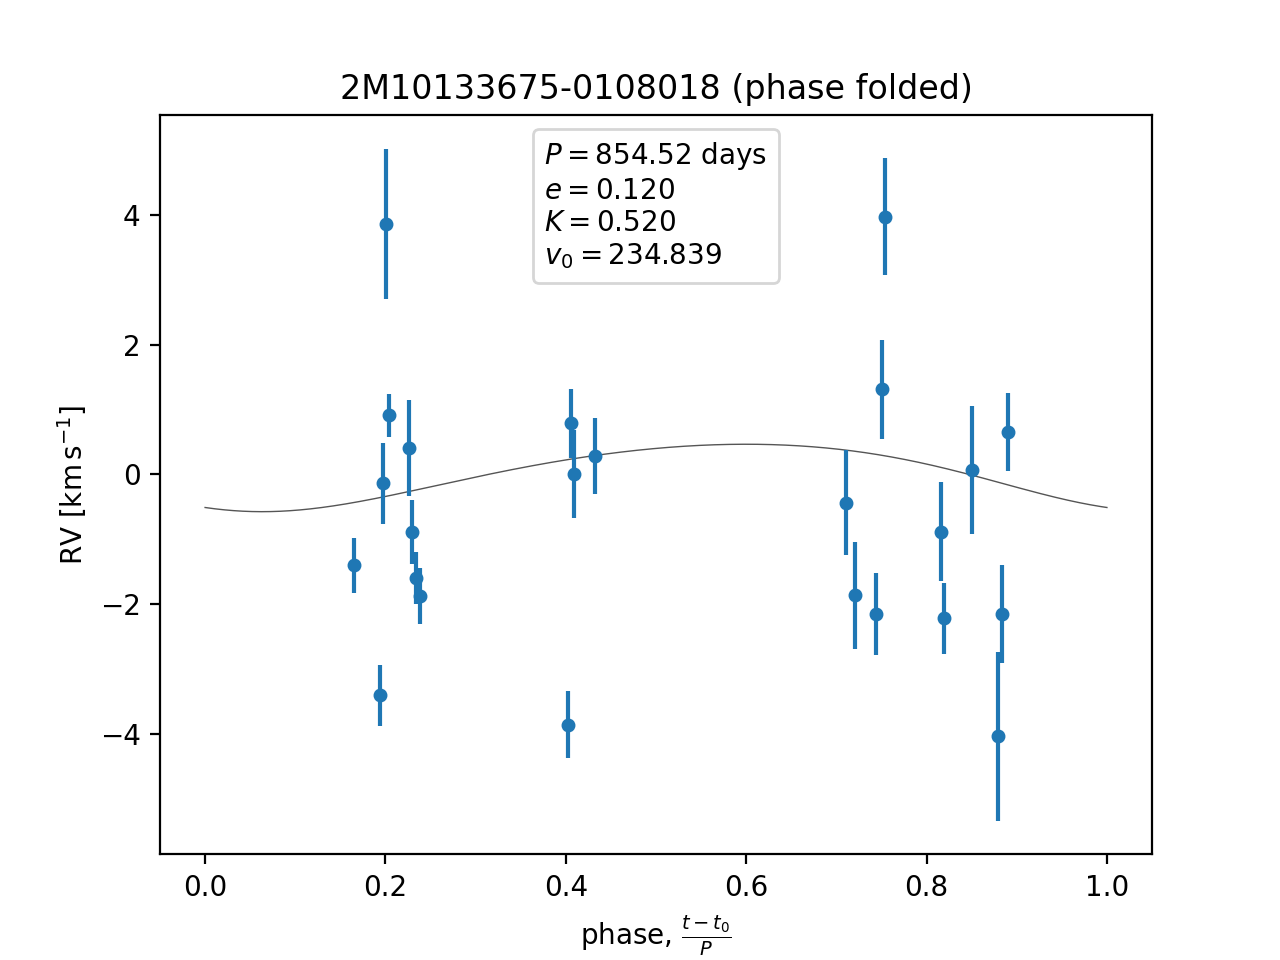 2M10133675-0108018 (phase folded)
P = 854.52 days
e = 0.120
K = 0.520
v₀ = 234.839
4
2
0
−2
−4
RV [km s⁻¹]
0.0 0.2 0.4 0.6 0.8 1.0
phase, (t − t₀)/P